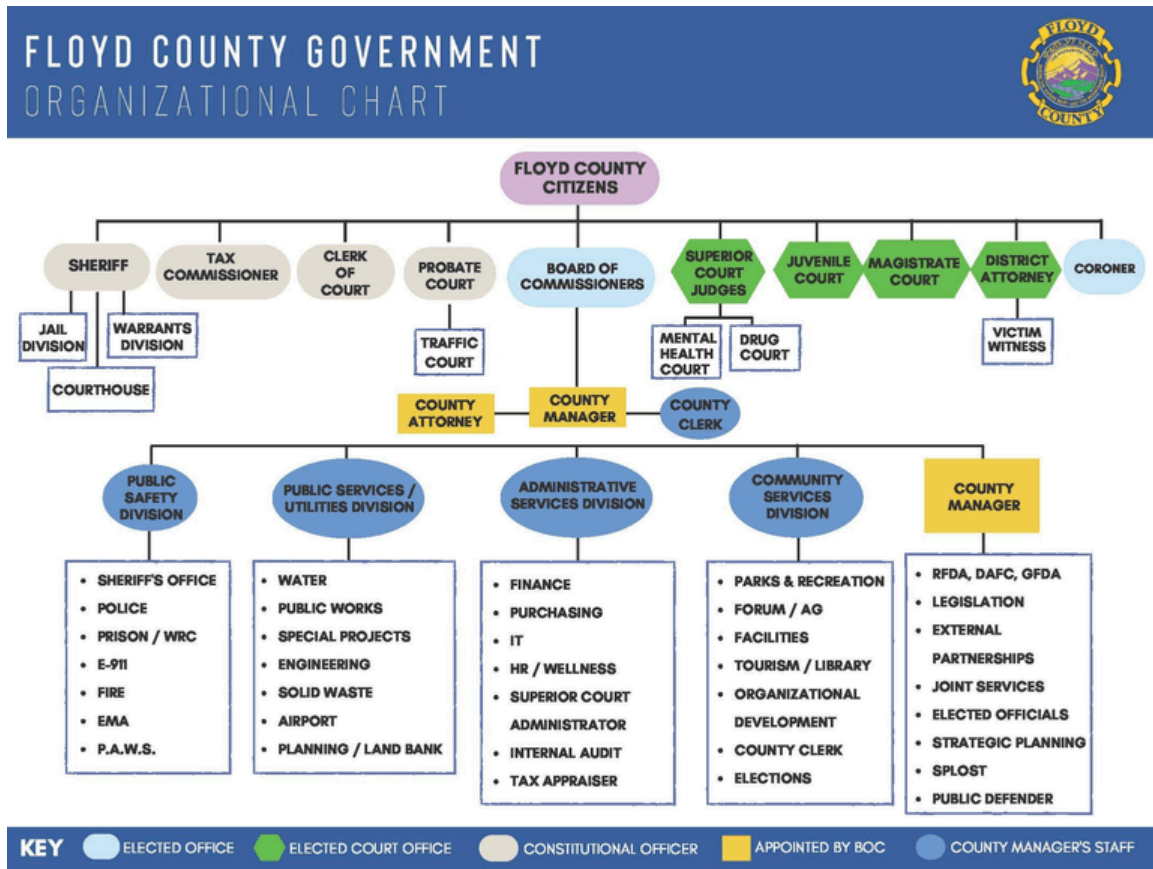 FLOYD COUNTY GOVERNMENT
ORGANIZATIONAL CHART
FLOYD
COUNTY
FLOYD COUNTY
CITIZENS
SHERIFF
TAX
COMMISSIONER
CLERK
OF
COURT
PROBATE
COURT
BOARD OF
COMMISSIONERS
SUPERIOR
COURT
JUDGES
JUVENILE
COURT
MAGISTRATE
COURT
DISTRICT
ATTORNEY
CORONER
JAIL
DIVISION
WARRANTS
DIVISION
COURTHOUSE
TRAFFIC
COURT
MENTAL
HEALTH
COURT
DRUG
COURT
VICTIM
WITNESS
COUNTY
ATTORNEY
COUNTY
MANAGER
COUNTY
CLERK
PUBLIC
SAFETY
DIVISION
PUBLIC SERVICES /
UTILITIES DIVISION
ADMINISTRATIVE
SERVICES DIVISION
COMMUNITY
SERVICES
DIVISION
COUNTY
MANAGER
• SHERIFF'S OFFICE
• POLICE
• PRISON / WRC
• E-911
• FIRE
• EMA
• P.A.W.S.
• WATER
• PUBLIC WORKS
• SPECIAL PROJECTS
• ENGINEERING
• SOLID WASTE
• AIRPORT
• PLANNING / LAND BANK
• FINANCE
• PURCHASING
• IT
• HR / WELLNESS
• SUPERIOR COURT
ADMINISTRATOR
• INTERNAL AUDIT
• TAX APPRAISER
• PARKS & RECREATION
• FORUM / AG
• FACILITIES
• TOURISM / LIBRARY
• ORGANIZATIONAL
DEVELOPMENT
• COUNTY CLERK
• ELECTIONS
• RFDA, DAFC, GFDA
• LEGISLATION
• EXTERNAL
PARTNERSHIPS
• JOINT SERVICES
• ELECTED OFFICIALS
• STRATEGIC PLANNING
• SPLOST
• PUBLIC DEFENDER
KEY
ELECTED OFFICE
ELECTED COURT OFFICE
CONSTITUTIONAL OFFICER
APPOINTED BY BOC
COUNTY MANAGER'S STAFF